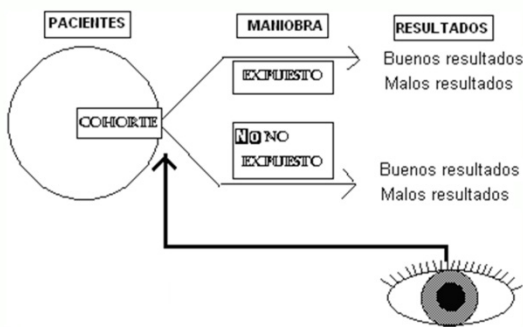 PACIENTES
MANIOBRA
RESULTADOS
COHORTE
EXPUESTO
Buenos resultados
Malos resultados
No NO
EXPUESTO
Buenos resultados
Malos resultados